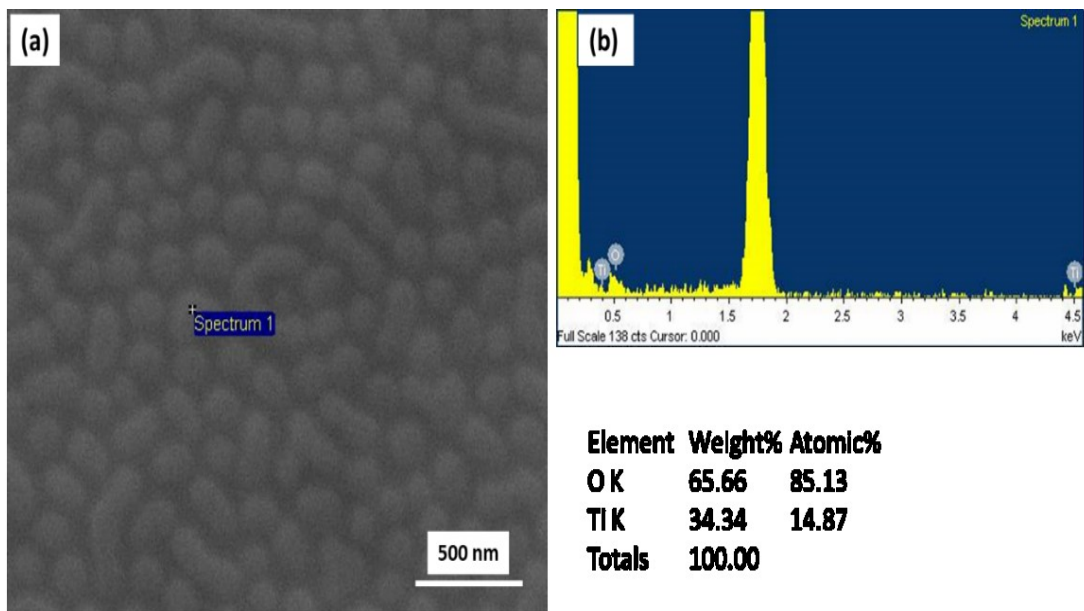 (a)
Spectrum 1
500 nm
(b)
Spectrum 1
Ti
O
Ti
0.5 1 1.5 2 2.5 3 3.5 4 4.5
Full Scale 138 cts Cursor: 0.000 keV
Element Weight% Atomic%
O K 65.66 85.13
Ti K 34.34 14.87
Totals 100.00